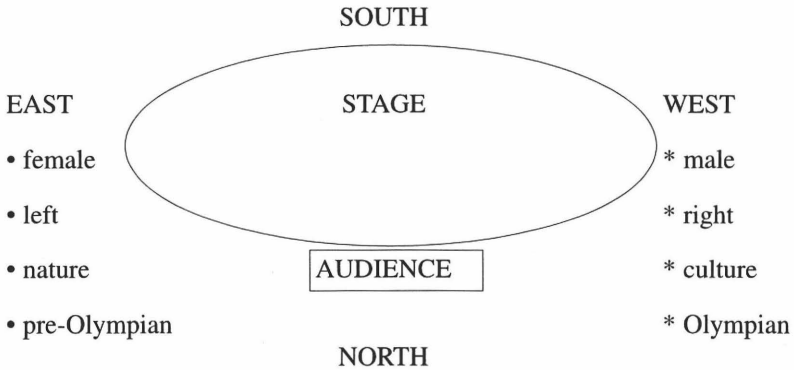 SOUTH
EAST STAGE WEST
• female * male
• left * right
• nature AUDIENCE * culture
• pre-Olympian * Olympian
NORTH